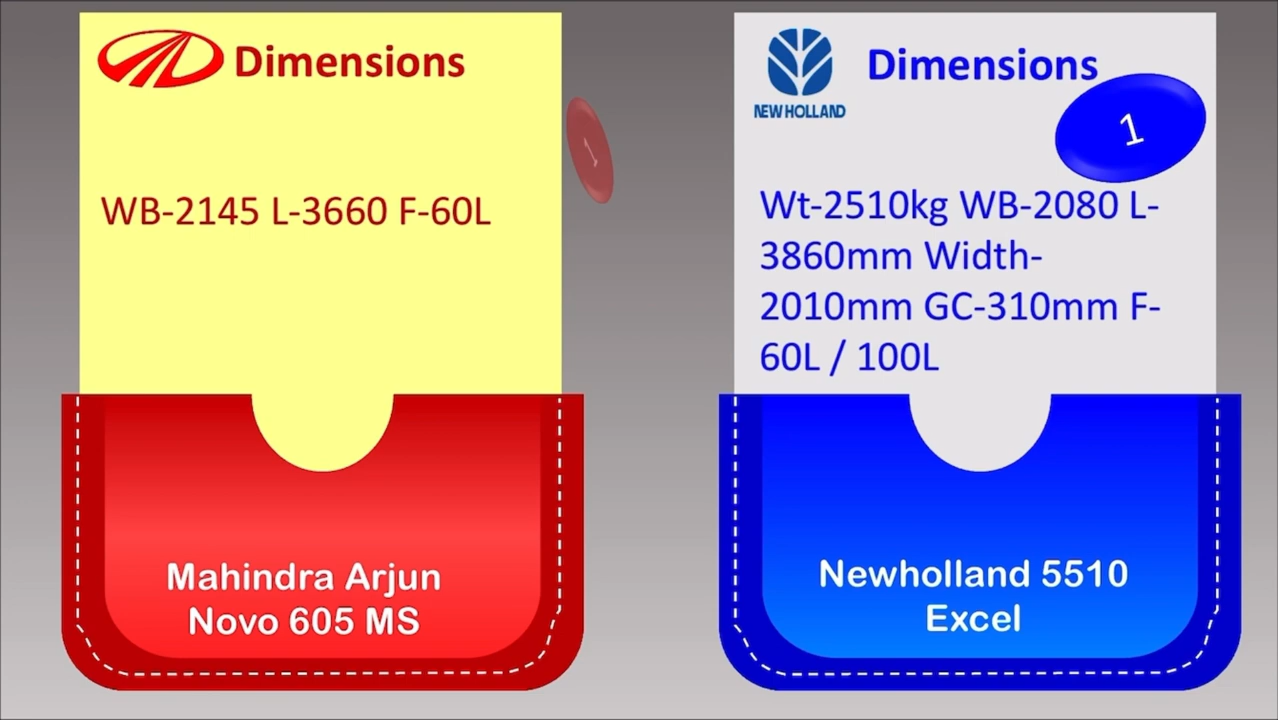 Dimensions
WB-2145 L-3660 F-60L
1
Mahindra Arjun
Novo 605 MS
NEW HOLLAND
Dimensions
1
Wt-2510kg WB-2080 L-
3860mm Width-
2010mm GC-310mm F-
60L / 100L
Newholland 5510
Excel